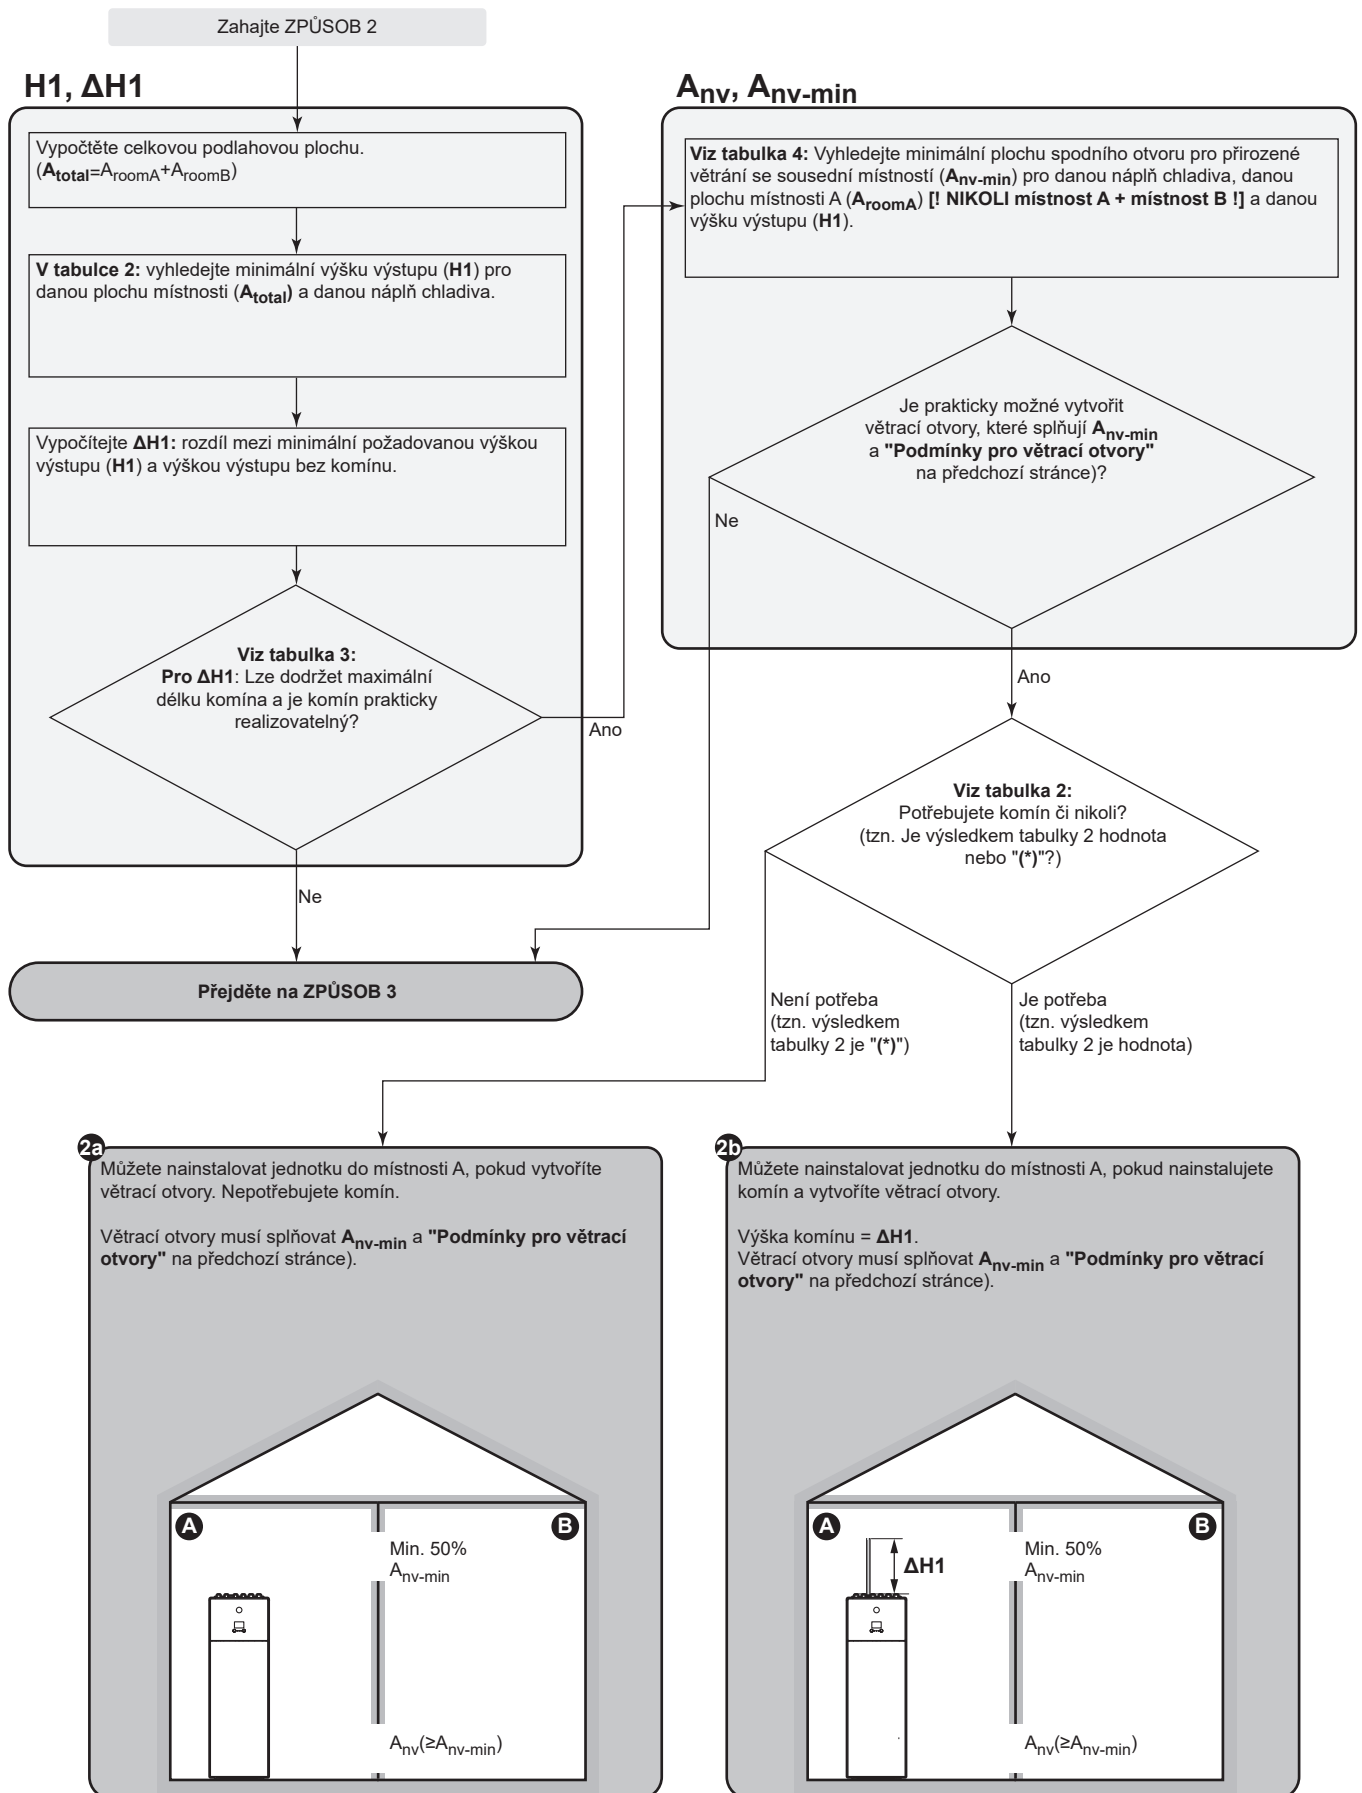 Zahajte ZPŮSOB 2
H1, ΔH1
Vypočtěte celkovou podlahovou plochu.
(Atotal=AroomA+AroomB)
V tabulce 2: vyhledejte minimální výšku výstupu (H1) pro
danou plochu místnosti (Atotal) a danou náplň chladiva.
Vypočítejte ΔH1: rozdíl mezi minimální požadovanou výškou
výstupu (H1) a výškou výstupu bez komínu.
Viz tabulka 3:
Pro ΔH1: Lze dodržet maximální
délku komína a je komín prakticky
realizovatelný?
Ano
Ne
Přejděte na ZPŮSOB 3
Anv, Anv-min
Viz tabulka 4: Vyhledejte minimální plochu spodního otvoru pro přirozené
větrání se sousední místností (Anv-min) pro danou náplň chladiva, danou
plochu místnosti A (AroomA) [! NIKOLI místnost A + místnost B !] a danou
výšku výstupu (H1).
Je prakticky možné vytvořit
větrací otvory, které splňují Anv-min
a "Podmínky pro větrací otvory"
na předchozí stránce)?
Ne
Ano
Viz tabulka 2:
Potřebujete komín či nikoli?
(tzn. Je výsledkem tabulky 2 hodnota
nebo "(*)"?)
Není potřeba
(tzn. výsledkem
tabulky 2 je "(*)")
Je potřeba
(tzn. výsledkem
tabulky 2 je hodnota)
2a
Můžete nainstalovat jednotku do místnosti A, pokud vytvoříte
větrací otvory. Nepotřebujete komín.
Větrací otvory musí splňovat Anv-min a "Podmínky pro větrací
otvory" na předchozí stránce).
A
B
Min. 50%
Anv-min
Anv(≥Anv-min)
2b
Můžete nainstalovat jednotku do místnosti A, pokud nainstalujete
komín a vytvoříte větrací otvory.
Výška komínu = ΔH1.
Větrací otvory musí splňovat Anv-min a "Podmínky pro větrací
otvory" na předchozí stránce).
A
B
ΔH1
Min. 50%
Anv-min
Anv(≥Anv-min)